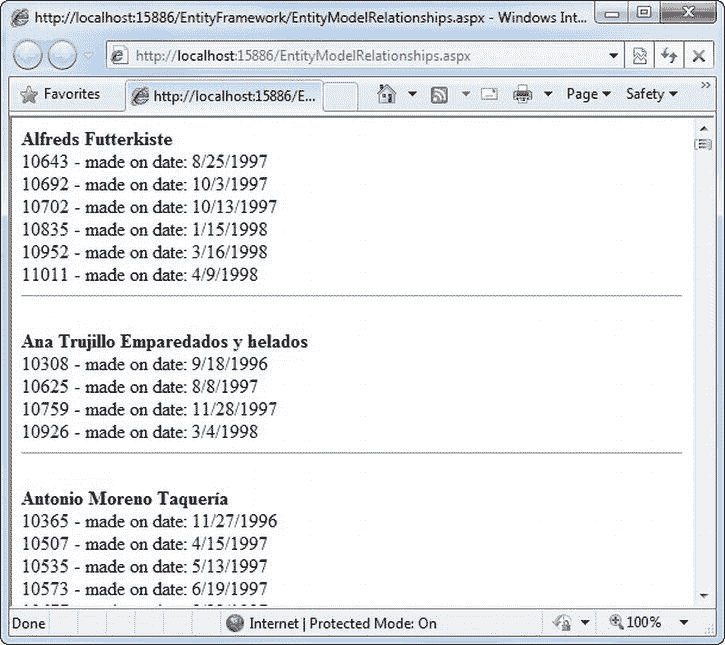 http://localhost:15886/EntityFramework/EntityModelRelationships.aspx - Windows Int...
http://localhost:15886/EntityModelRelationships.aspx
Favorites
http://localhost:15886/E...
Page
Safety
»
Alfreds Futterkiste
10643 - made on date: 8/25/1997
10692 - made on date: 10/3/1997
10702 - made on date: 10/13/1997
10835 - made on date: 1/15/1998
10952 - made on date: 3/16/1998
11011 - made on date: 4/9/1998
Ana Trujillo Emparedados y helados
10308 - made on date: 9/18/1996
10625 - made on date: 8/8/1997
10759 - made on date: 11/28/1997
10926 - made on date: 3/4/1998
Antonio Moreno Taquería
10365 - made on date: 11/27/1996
10507 - made on date: 4/15/1997
10535 - made on date: 5/13/1997
10573 - made on date: 6/19/1997
Done
Internet | Protected Mode: On
100%